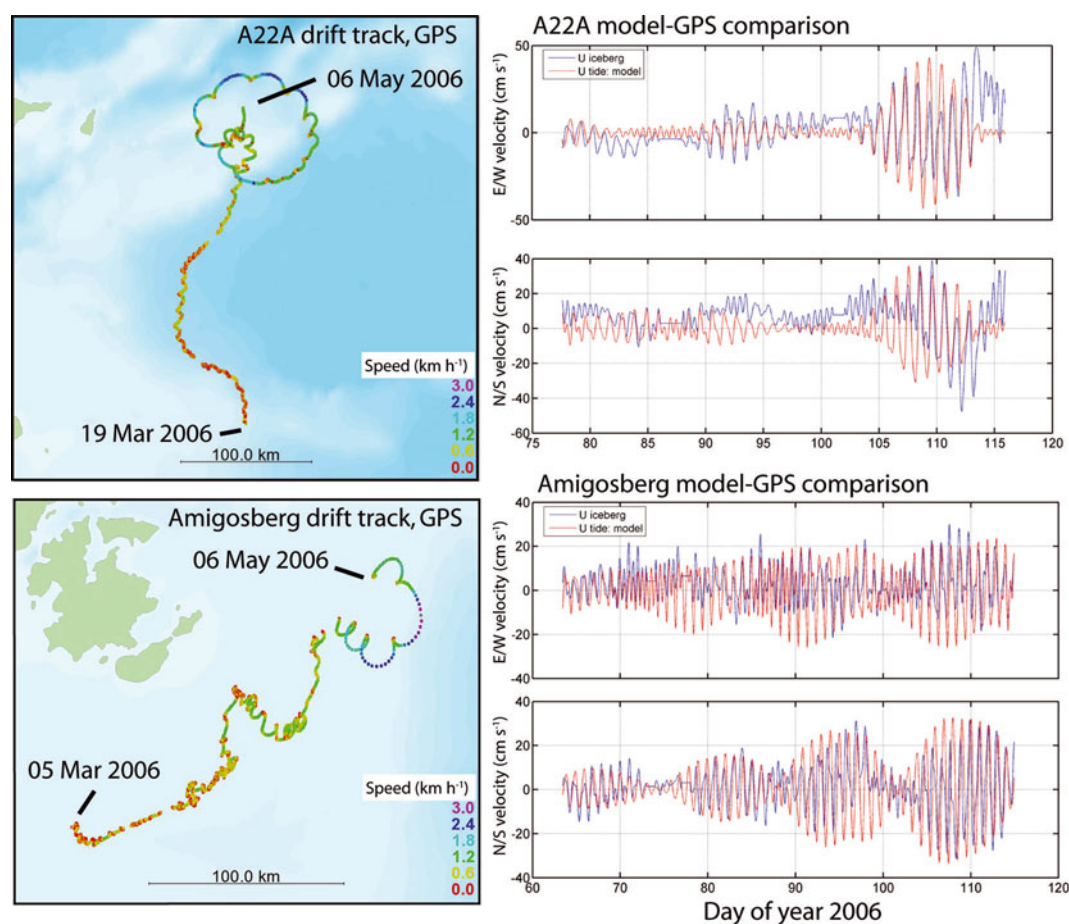 A22A drift track, GPS
06 May 2006
19 Mar 2006
100.0 km
Speed (km h-1)
3.0
2.4
1.8
1.2
0.6
0.0
A22A model-GPS comparison
U iceberg
U tide: model
E/W velocity (cm s-1)
50
0
-50
N/S velocity (cm s-1)
40
20
0
-20
-40
-60
75
80
85
90
95
100
105
110
115
120
Amigosberg drift track, GPS
06 May 2006
05 Mar 2006
100.0 km
Speed (km h-1)
3.0
2.4
1.8
1.2
0.6
0.0
Amigosberg model-GPS comparison
U iceberg
U tide: model
E/W velocity (cm s-1)
40
20
0
-20
-40
N/S velocity (cm s-1)
40
20
0
-20
-40
60
70
80
90
100
110
120
Day of year 2006